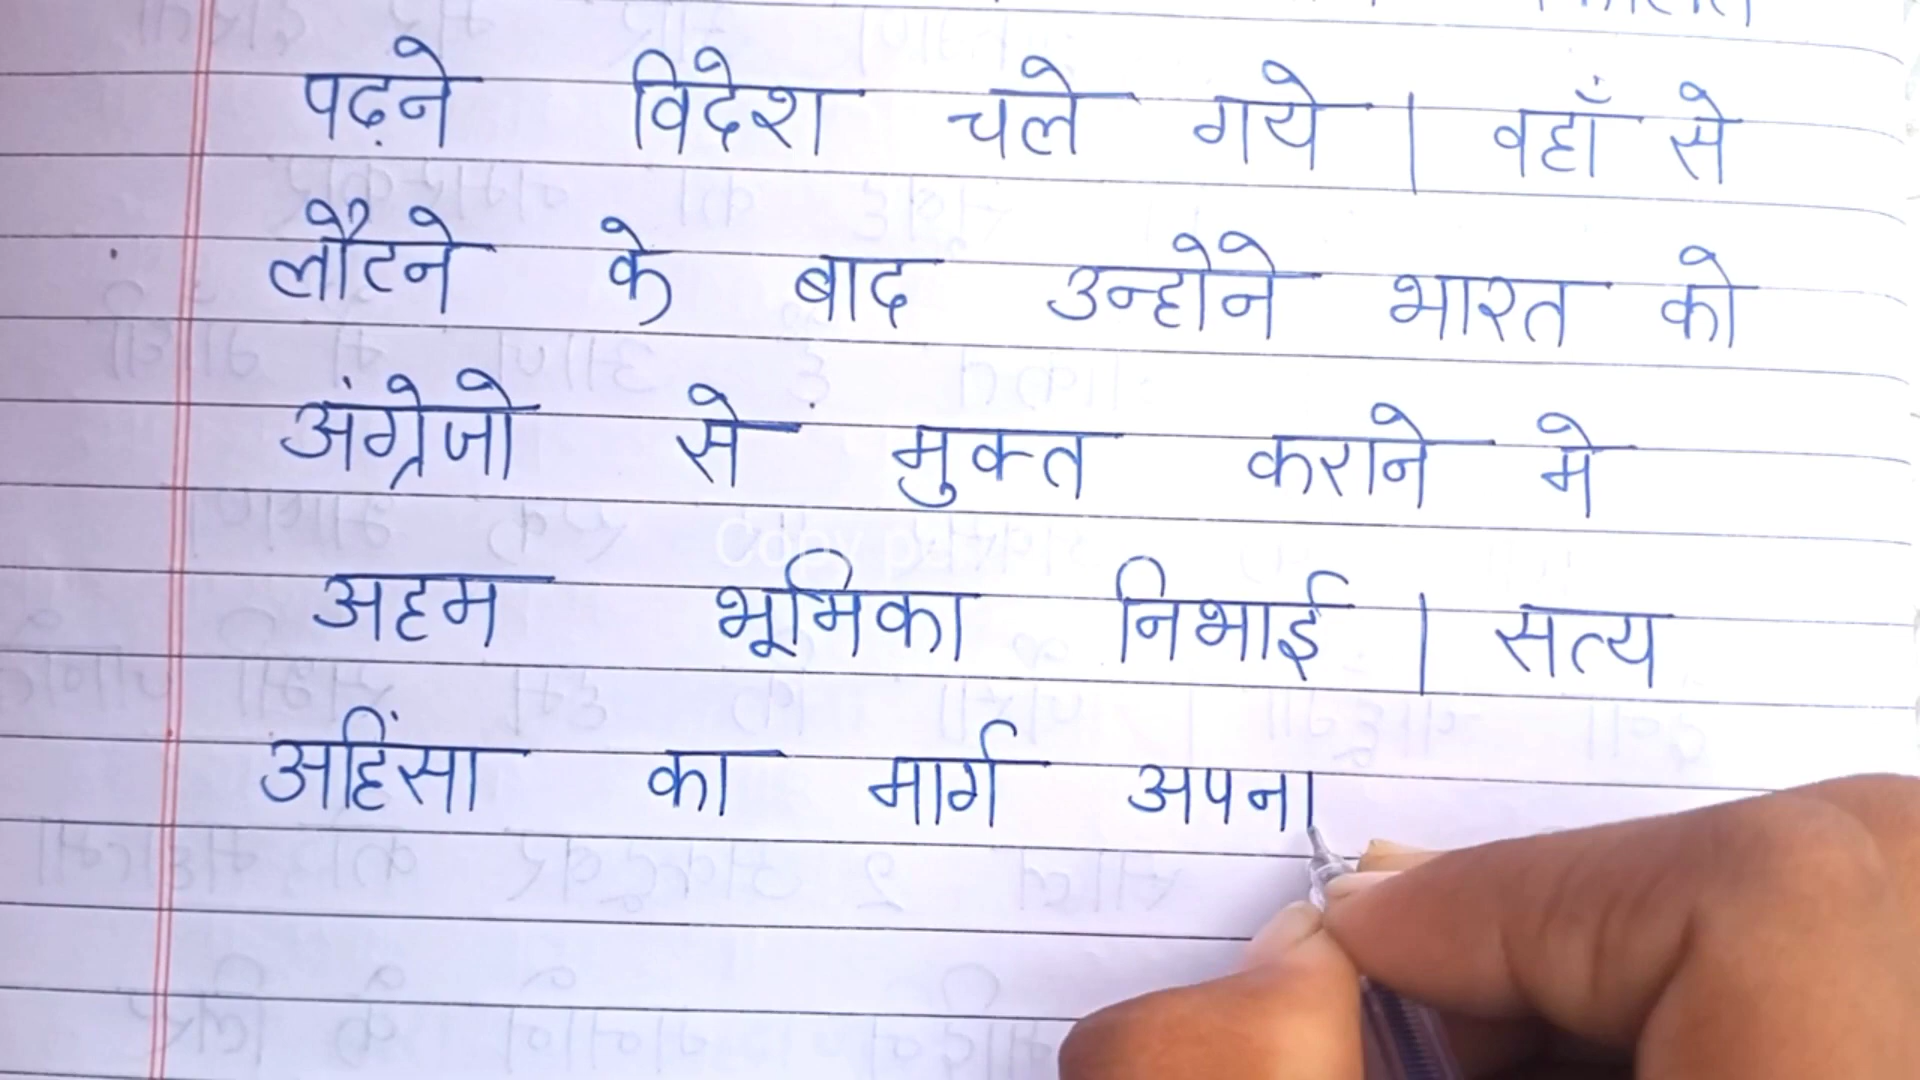 पढ़ने विदेश चले गये | वहाँ से
लौटने के बाद उन्होने भारत को
अंग्रेजो से मुक्त कराने मे
अहम भूमिका निभाई | सत्य
अहिंसा का मार्ग अपना